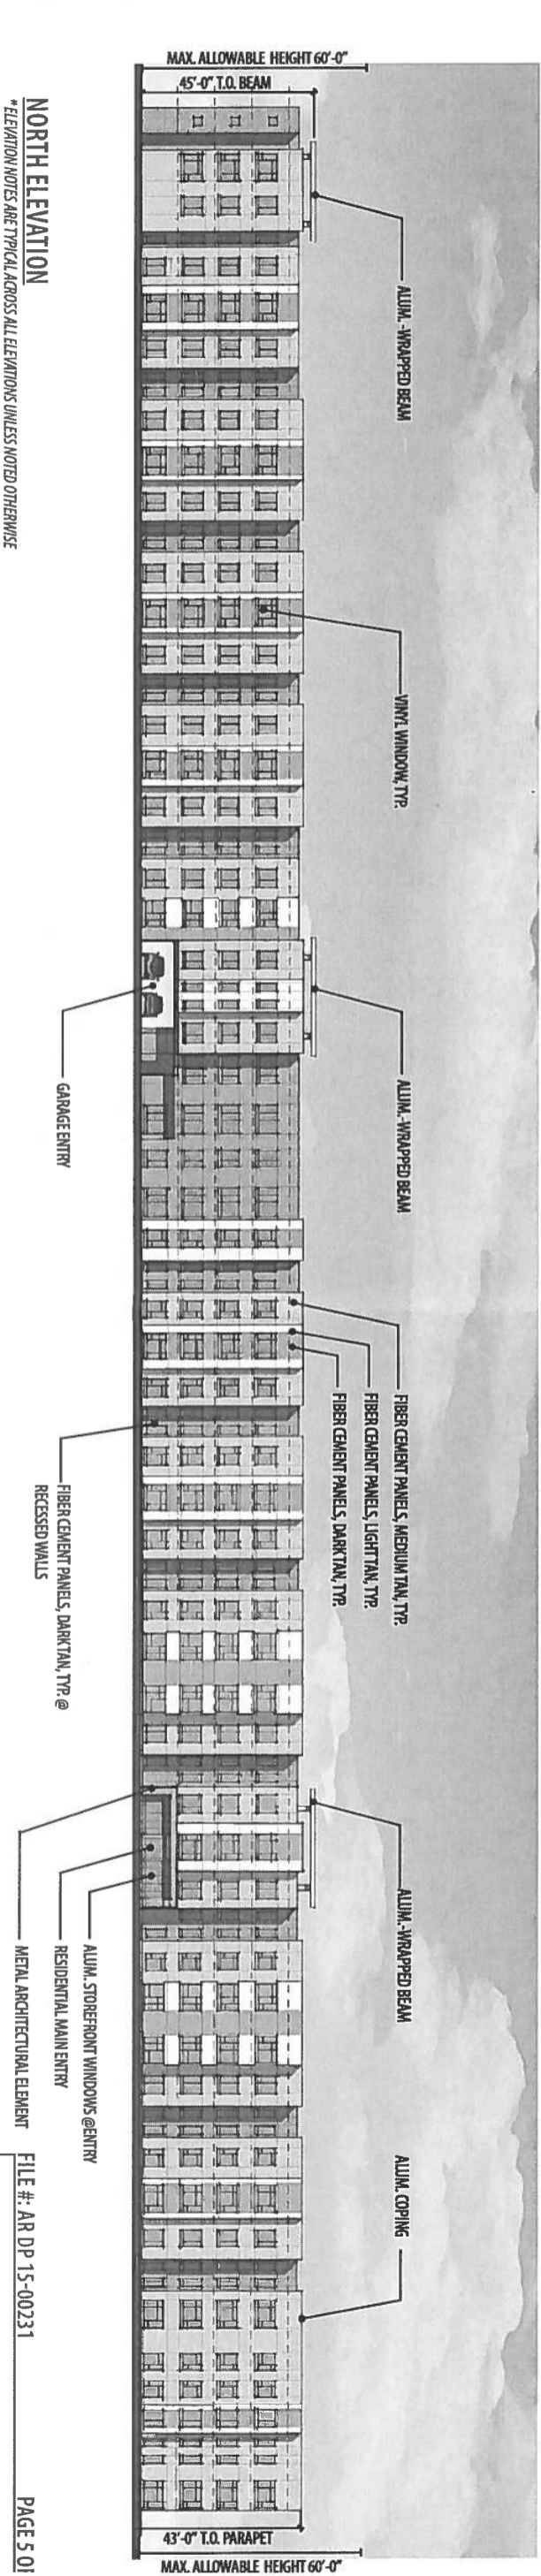 MAX. ALLOWABLE HEIGHT 60'-0"
45'-0" T.O. BEAM
ALUM.-WRAPPED BEAM
VINYL WINDOW, TYP.
ALUM.-WRAPPED BEAM
FIBER CEMENT PANELS, MEDIUM TAN, TYP.
FIBER CEMENT PANELS, LIGHT TAN, TYP.
FIBER CEMENT PANELS, DARK TAN, TYP.
ALUM.-WRAPPED BEAM
ALUM. COPING
43'-0" T.O. PARAPET
MAX. ALLOWABLE HEIGHT 60'-0"
GARAGE ENTRY
FIBER CEMENT PANELS, DARK TAN, TYP. @
RECESSED WALLS
ALUM. STOREFRONT WINDOWS @ENTRY
RESIDENTIAL MAIN ENTRY
METAL ARCHITECTURAL ELEMENT
NORTH ELEVATION
*ELEVATION NOTES ARE TYPICAL ACROSS ALL ELEVATIONS UNLESS NOTED OTHERWISE
FILE #: AR DP 15-00231
PAGE 5 OF